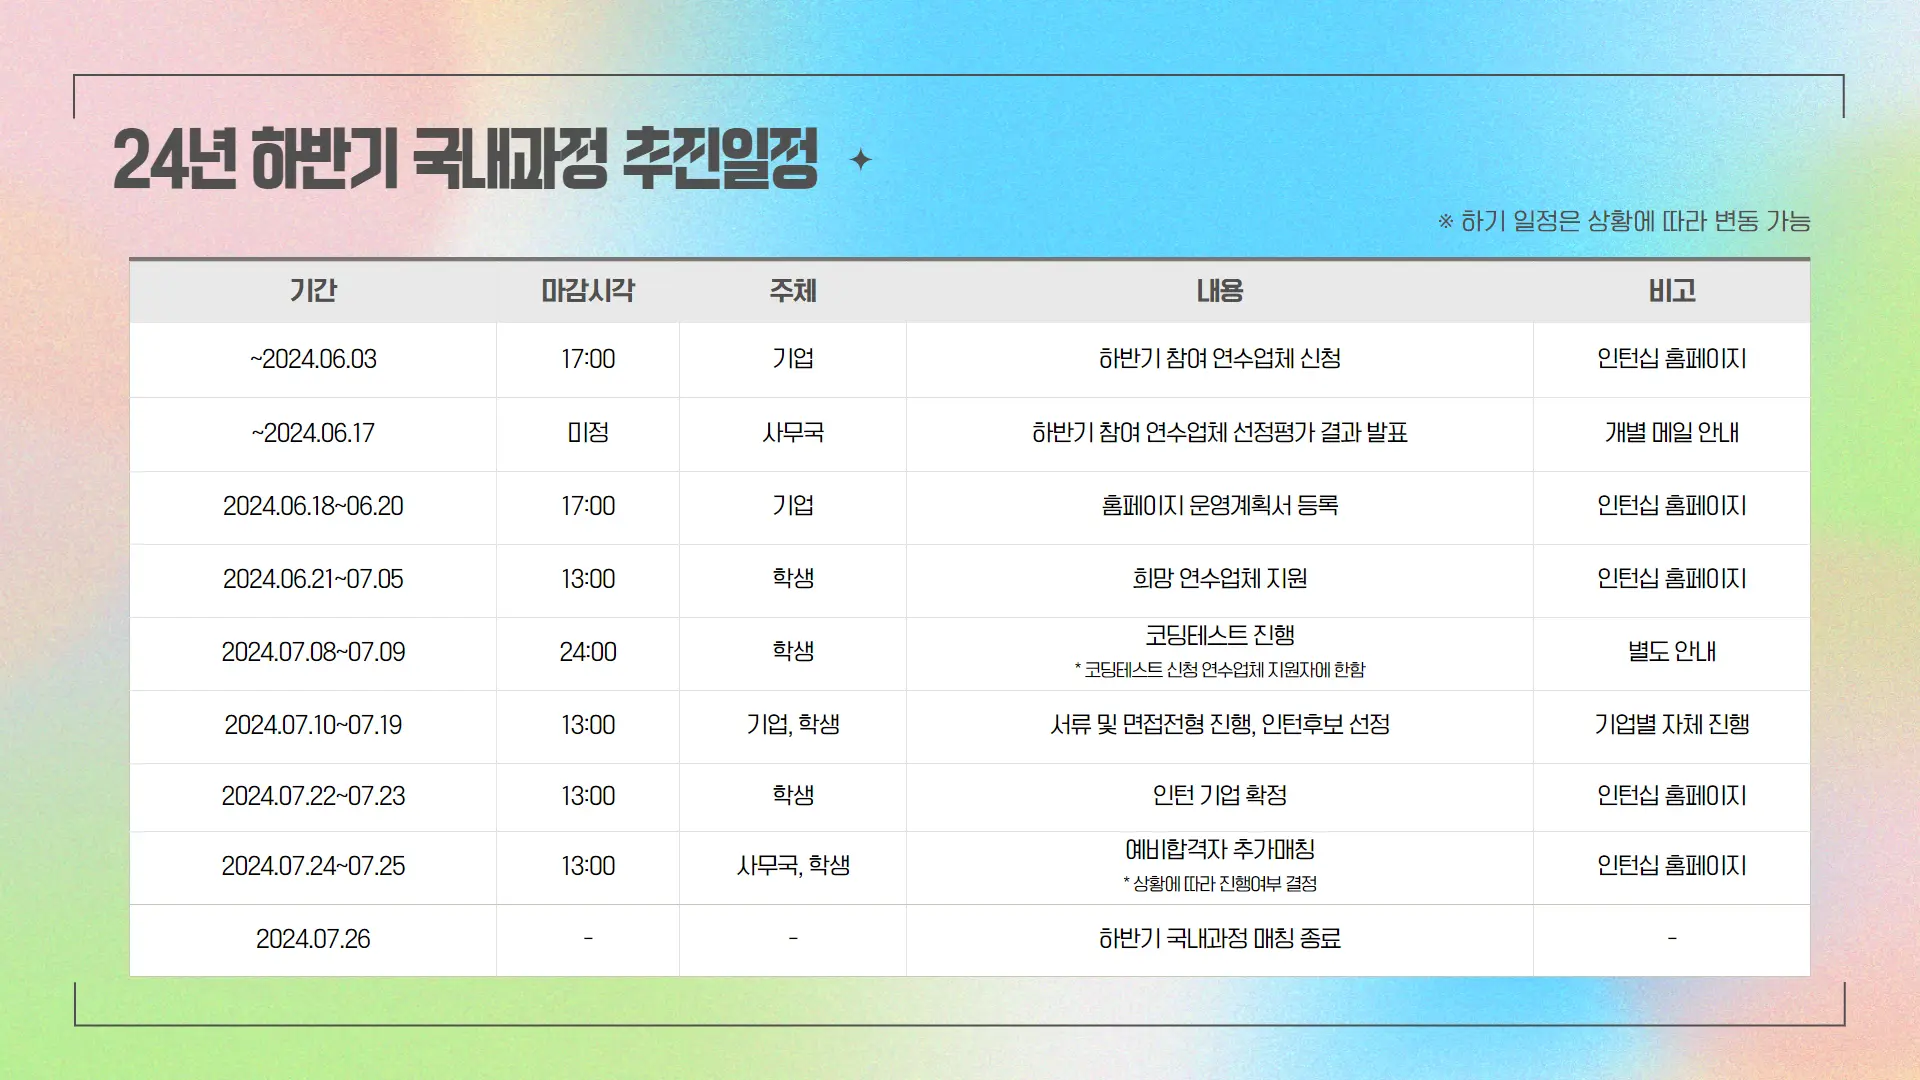 24년 하반기 국내과정 추진일정
※ 하기 일정은 상황에 따라 변동 가능
기간 마감시각 주체 내용 비고
~2024.06.03 17:00 기업 하반기 참여 연수업체 신청 인턴십 홈페이지
~2024.06.17 미정 사무국 하반기 참여 연수업체 선정평가 결과 발표 개별 메일 안내
2024.06.18~06.20 17:00 기업 홈페이지 운영계획서 등록 인턴십 홈페이지
2024.06.21~07.05 13:00 학생 희망 연수업체 지원 인턴십 홈페이지
2024.07.08~07.09 24:00 학생 코딩테스트 진행 별도 안내
* 코딩테스트 신청 연수업체 지원자에 한함
2024.07.10~07.19 13:00 기업, 학생 서류 및 면접전형 진행, 인턴후보 선정 기업별 자체 진행
2024.07.22~07.23 13:00 학생 인턴 기업 확정 인턴십 홈페이지
2024.07.24~07.25 13:00 사무국, 학생 예비합격자 추가매칭 인턴십 홈페이지
* 상황에 따라 진행여부 결정
2024.07.26 - - 하반기 국내과정 매칭 종료 -